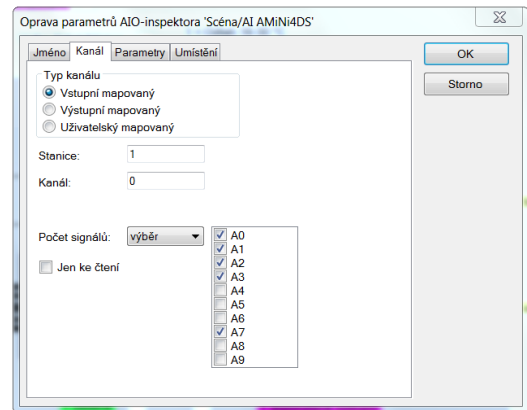 Oprava parametrů AIO-inspektora 'Scéna/AI AMiNi4DS'
Jméno Kanál Parametry Umístění
Typ kanálu
Vstupní mapovaný
Výstupní mapovaný
Uživatelský mapovaný
Stanice: 1
Kanál: 0
Počet signálů: výběr
Jen ke čtení
A0
A1
A2
A3
A4
A5
A6
A7
A8
A9
OK
Storno